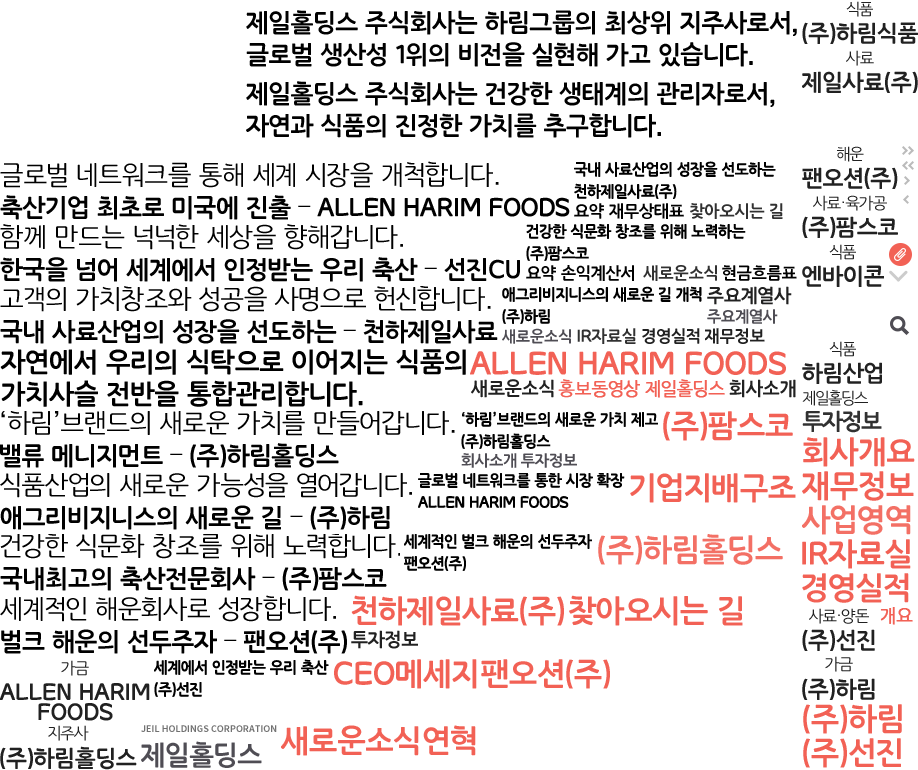 제일홀딩스 주식회사는 하림그룹의 최상위 지주사로서,
글로벌 생산성 1위의 비전을 실현해 가고 있습니다.
제일홀딩스 주식회사는 건강한 생태계의 관리자로서,
자연과 식품의 진정한 가치를 추구합니다.
식품
(주)하림식품
사료
제일사료(주)
해운
팬오션(주)
사료·육가공
(주)팜스코
식품
엔바이콘
글로벌 네트워크를 통해 세계 시장을 개척합니다.
축산기업 최초로 미국에 진출 – ALLEN HARIM FOODS
함께 만드는 넉넉한 세상을 향해갑니다.
한국을 넘어 세계에서 인정받는 우리 축산 – 선진CU
고객의 가치창조와 성공을 사명으로 헌신합니다.
국내 사료산업의 성장을 선도하는 – 천하제일사료
자연에서 우리의 식탁으로 이어지는 식품의
가치사슬 전반을 통합관리합니다.
국내 사료산업의 성장을 선도하는
천하제일사료(주)
요약 재무상태표 찾아오시는 길
건강한 식문화 창조를 위해 노력하는
(주)팜스코
요약 손익계산서 새로운소식 현금흐름표
애그리비지니스의 새로운 길 개척 주요계열사
(주)하림 주요계열사
새로운소식 IR자료실 경영실적 재무정보
ALLEN HARIM FOODS
새로운소식 홍보동영상 제일홀딩스 회사소개
식품
하림산업
제일홀딩스
투자정보
회사개요
재무정보
사업영역
IR자료실
경영실적
사료·양돈 개요
(주)선진
가금
(주)하림
(주)하림
(주)선진
‘하림’브랜드의 새로운 가치를 만들어갑니다.
밸류 메니지먼트 – (주)하림홀딩스
‘하림’브랜드의 새로운 가치 제고 (주)팜스코
(주)하림홀딩스
회사소개 투자정보
식품산업의 새로운 가능성을 열어갑니다.
애그리비지니스의 새로운 길 – (주)하림
글로벌 네트워크를 통한 시장 확장 기업지배구조
ALLEN HARIM FOODS
건강한 식문화 창조를 위해 노력합니다.
국내최고의 축산전문회사 – (주)팜스코
세계적인 벌크 해운의 선두주자 (주)하림홀딩스
팬오션(주)
세계적인 해운회사로 성장합니다. 천하제일사료(주)찾아오시는 길
벌크 해운의 선두주자 – 팬오션(주)투자정보
가금
ALLEN HARIM
FOODS
세계에서 인정받는 우리 축산 CEO메세지팬오션(주)
(주)선진
지주사
(주)하림홀딩스
JEIL HOLDINGS CORPORATION
제일홀딩스 새로운소식연혁